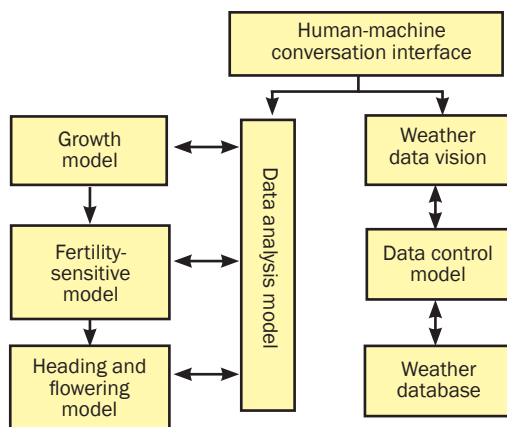 Human-machine
conversation interface
Growth
model
Fertility-
sensitive model
Heading and
flowering
model
Data analysis model
Weather
data vision
Data control
model
Weather
database